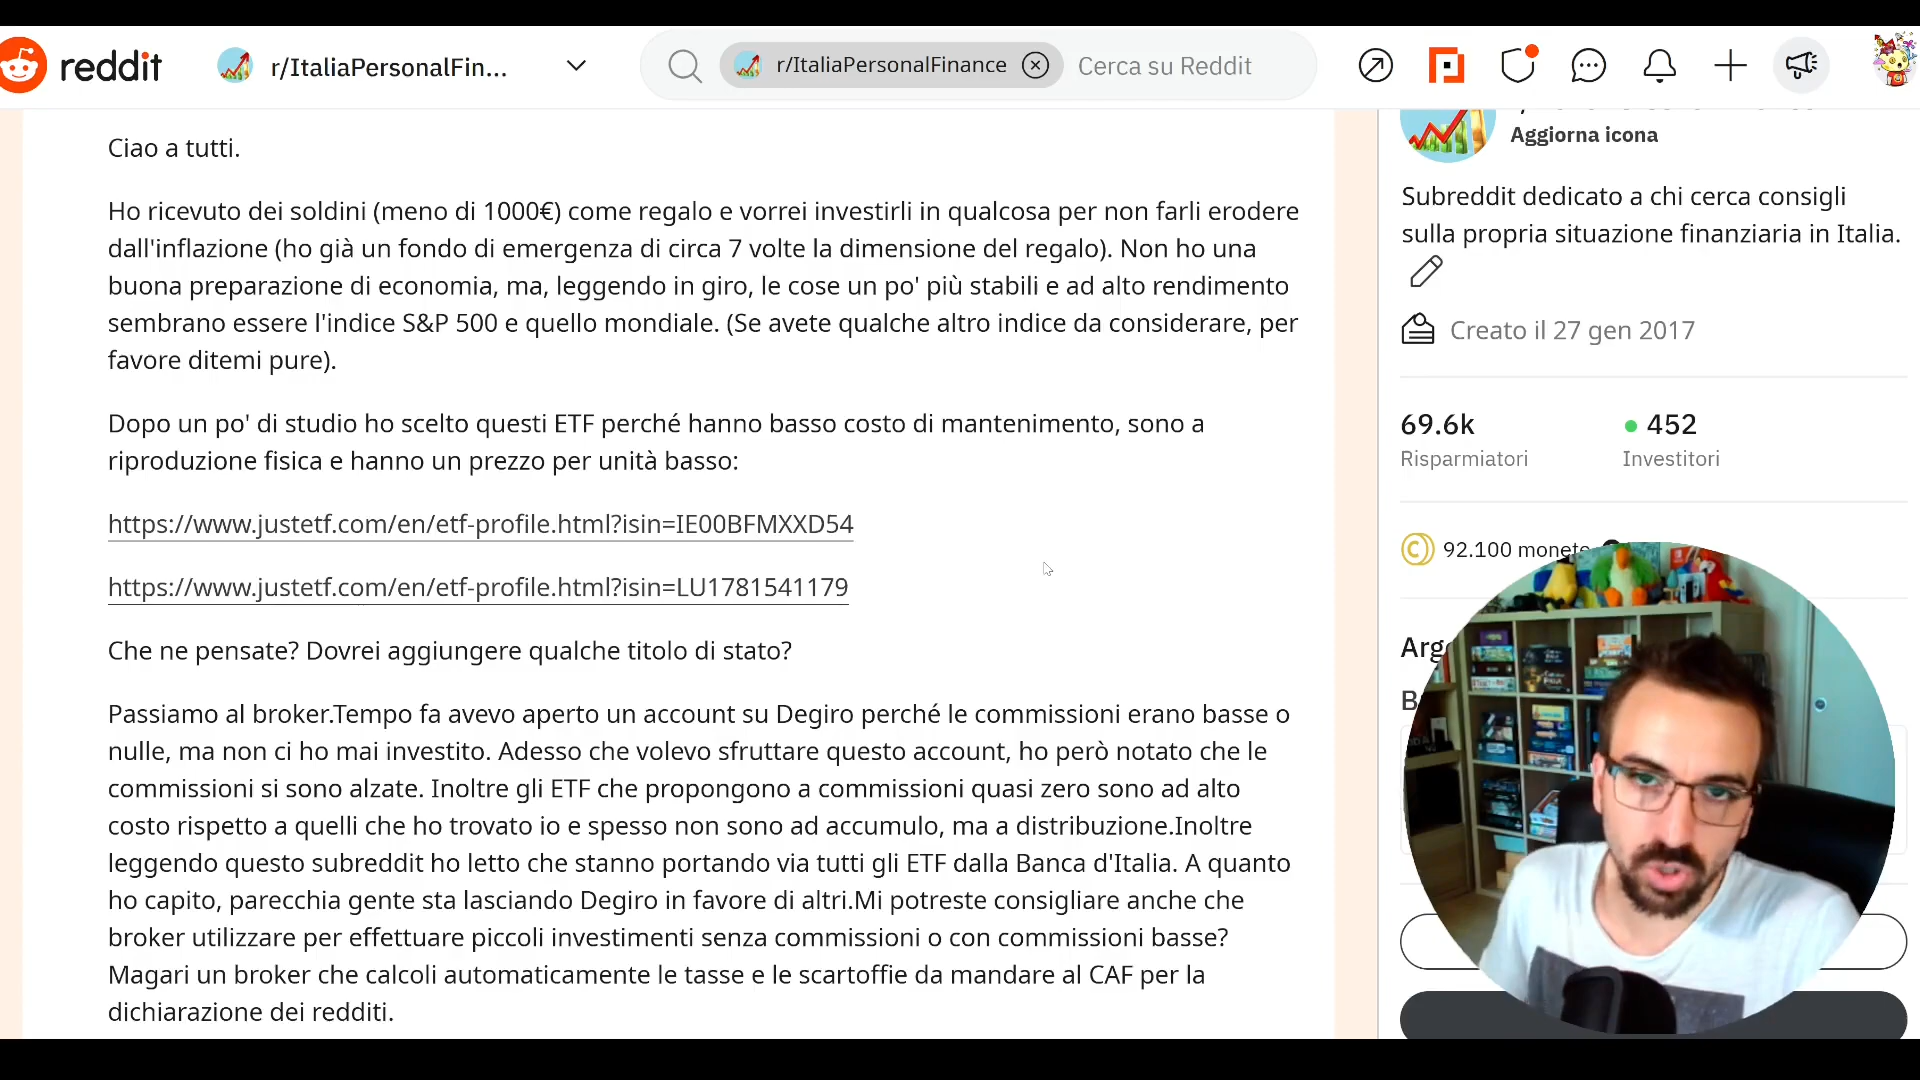 reddit
r/ItaliaPersonalFin...
r/ItaliaPersonalFinance
Cerca su Reddit
Ciao a tutti.
Ho ricevuto dei soldini (meno di 1000€) come regalo e vorrei investirli in qualcosa per non farli erodere
dall'inflazione (ho già un fondo di emergenza di circa 7 volte la dimensione del regalo). Non ho una
buona preparazione di economia, ma, leggendo in giro, le cose un po' più stabili e ad alto rendimento
sembrano essere l'indice S&P 500 e quello mondiale. (Se avete qualche altro indice da considerare, per
favore ditemi pure).
Dopo un po' di studio ho scelto questi ETF perché hanno basso costo di mantenimento, sono a
riproduzione fisica e hanno un prezzo per unità basso:
https://www.justetf.com/en/etf-profile.html?isin=IE00BFMXXD54
https://www.justetf.com/en/etf-profile.html?isin=LU1781541179
Che ne pensate? Dovrei aggiungere qualche titolo di stato?
Passiamo al broker.Tempo fa avevo aperto un account su Degiro perché le commissioni erano basse o
nulle, ma non ci ho mai investito. Adesso che volevo sfruttare questo account, ho però notato che le
commissioni si sono alzate. Inoltre gli ETF che propongono a commissioni quasi zero sono ad alto
costo rispetto a quelli che ho trovato io e spesso non sono ad accumulo, ma a distribuzione.Inoltre
leggendo questo subreddit ho letto che stanno portando via tutti gli ETF dalla Banca d'Italia. A quanto
ho capito, parecchia gente sta lasciando Degiro in favore di altri.Mi potreste consigliare anche che
broker utilizzare per effettuare piccoli investimenti senza commissioni o con commissioni basse?
Magari un broker che calcoli automaticamente le tasse e le scartoffie da mandare al CAF per la
dichiarazione dei redditi.
Aggiorna icona
Subreddit dedicato a chi cerca consigli
sulla propria situazione finanziaria in Italia.
Creato il 27 gen 2017
69.6k
452
Risparmiatori
Investitori
92.100 monete